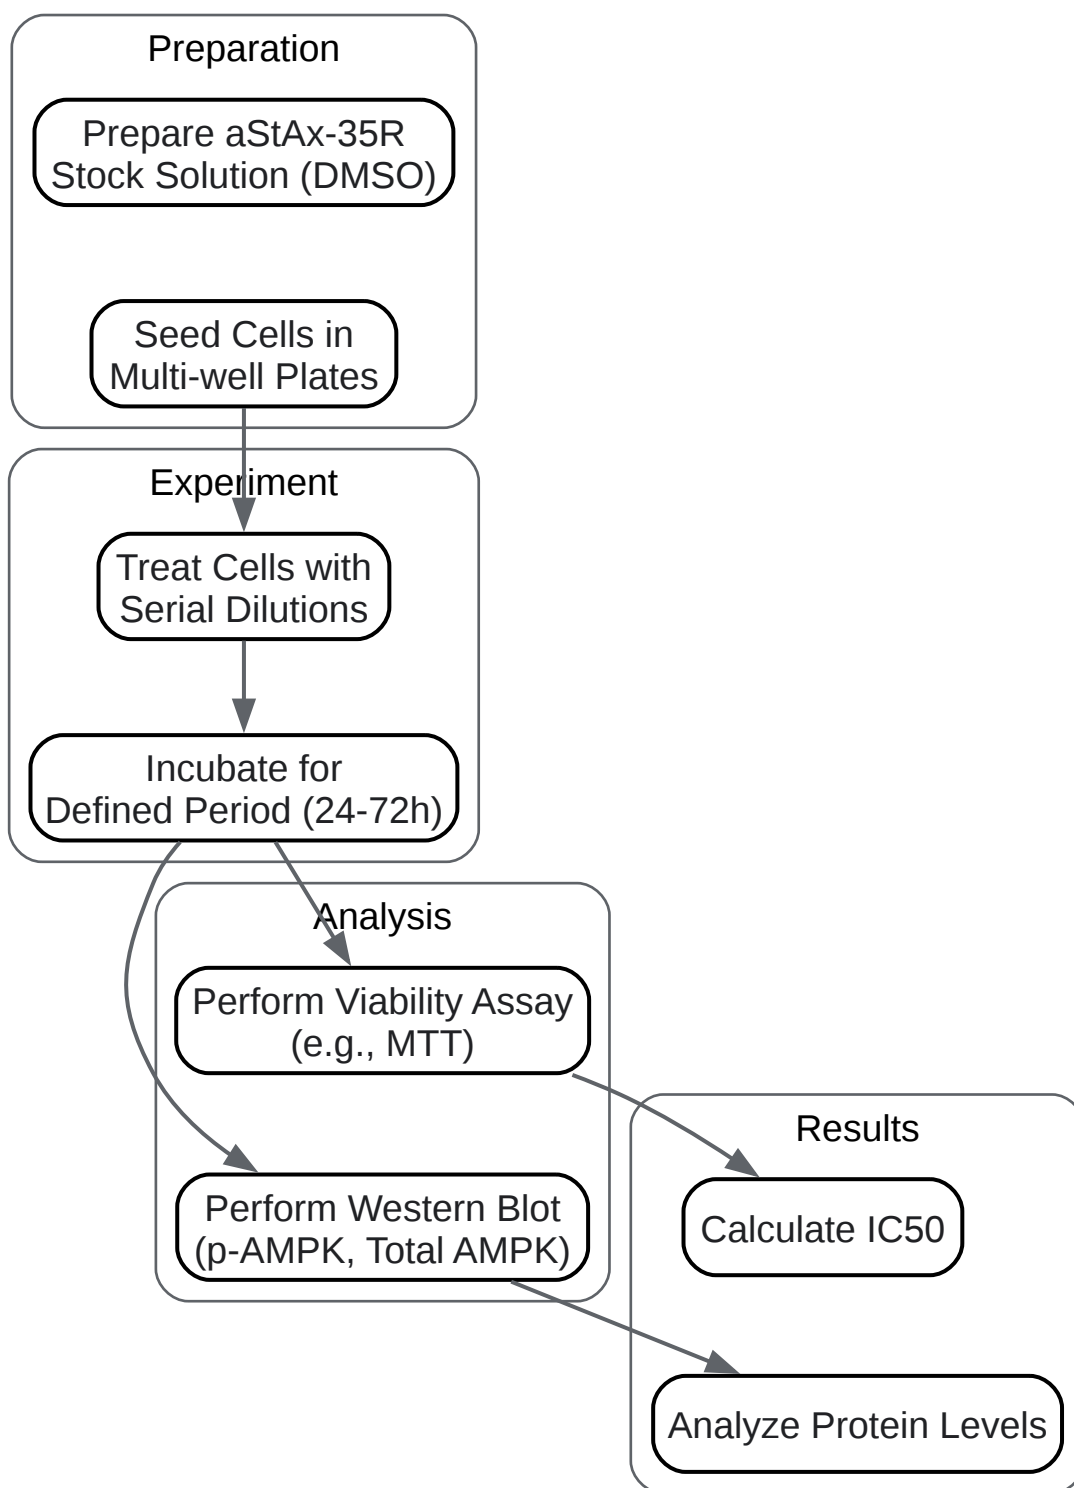 Preparation
Prepare aStAx-35R
Stock Solution (DMSO)
Seed Cells in
Multi-well Plates
Experiment
Treat Cells with
Serial Dilutions
Incubate for
Defined Period (24-72h)
Analysis
Perform Viability Assay
(e.g., MTT)
Perform Western Blot
(p-AMPK, Total AMPK)
Results
Calculate IC50
Analyze Protein Levels